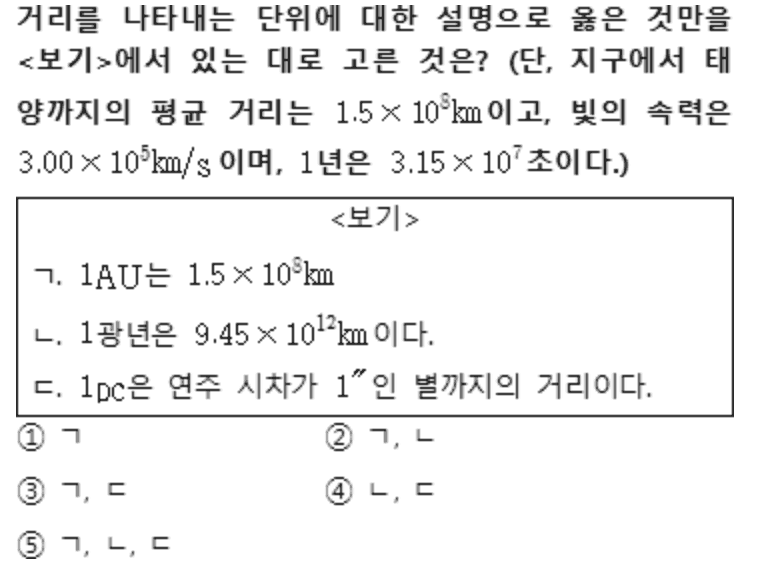 거리를 나타내는 단위에 대한 설명으로 옳은 것만을
<보기>에서 있는 대로 고른 것은? (단, 지구에서 태
양까지의 평균 거리는 1.5×10⁸km이고, 빛의 속력은
3.00×10⁵km/s 이며, 1년은 3.15×10⁷초이다.)
<보기>
ㄱ. 1AU는 1.5×10⁸km
ㄴ. 1광년은 9.45×10¹²km이다.
ㄷ. 1pc은 연주 시차가 1″인 별까지의 거리이다.
① ㄱ ② ㄱ, ㄴ
③ ㄱ, ㄷ ④ ㄴ, ㄷ
⑤ ㄱ, ㄴ, ㄷ